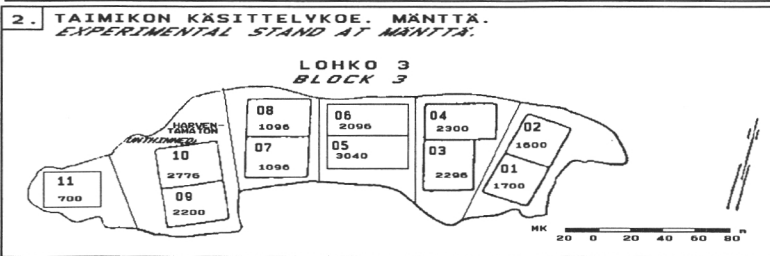 2. TAIMIKON KÄSITTELYKOE. MÄNTTÄ.
EXPERIMENTAL STAND AT MÄNTTÄ.
LOHKO 3
BLOCK 3
HARVEN-
TAMATON
UNTHINNED
11
700
10
2776
09
2200
08
1096
07
1096
06
2096
05
3040
04
2300
03
2296
02
1600
01
1700
MK
20 0 20 40 60 80 m